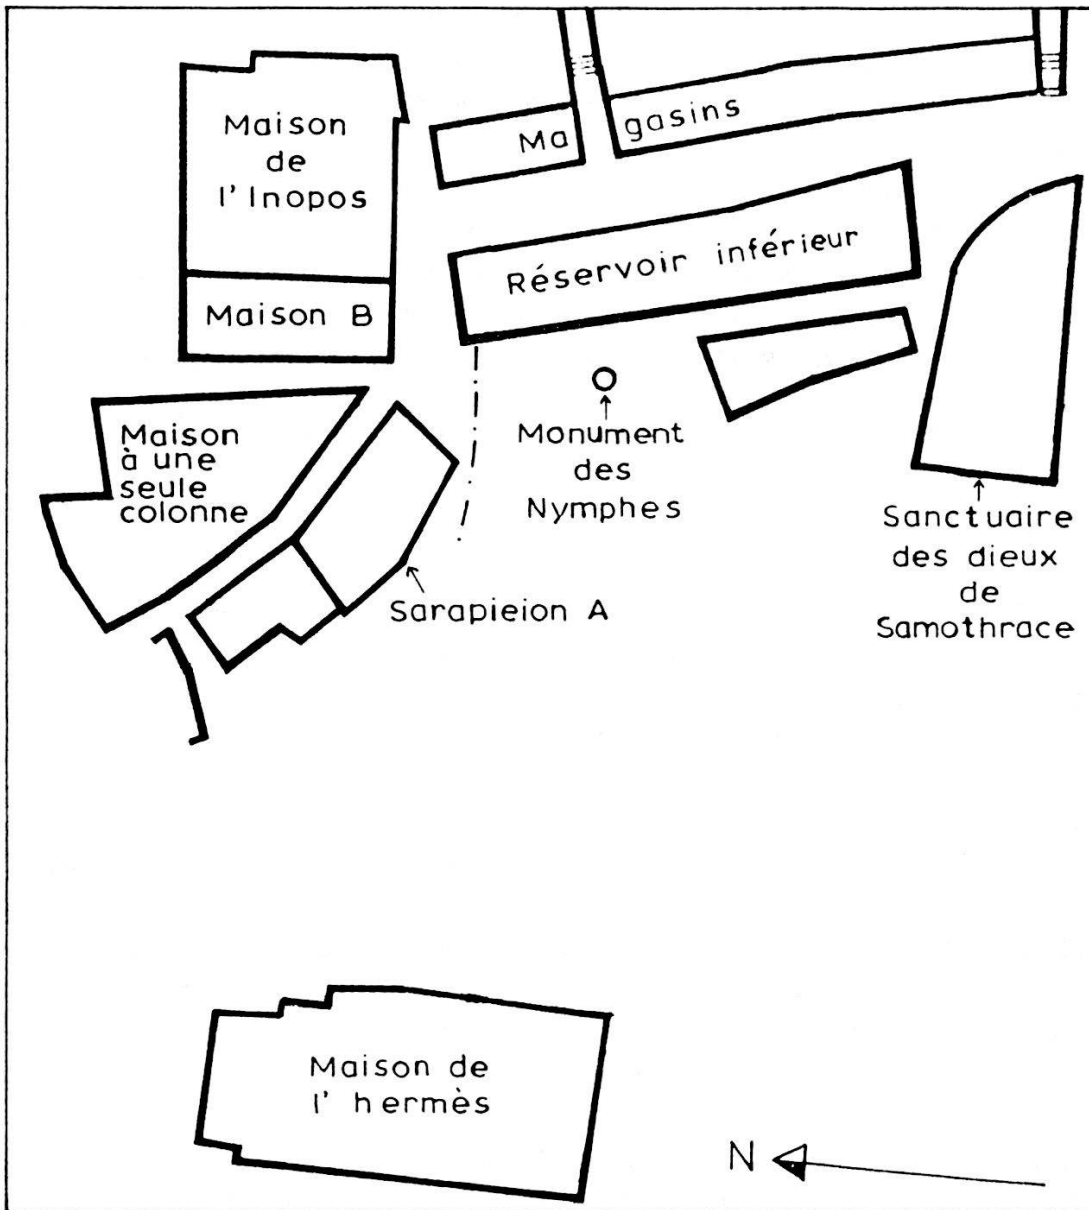 Maison
de
l'Inopos
Maison B
Ma gasins
Réservoir inférieur
Maison
à une
seule
colonne
Monument
des
Nymphes
Sarapieion A
Sanctuaire
des dieux
de
Samothrace
Maison de
l' hermès
N